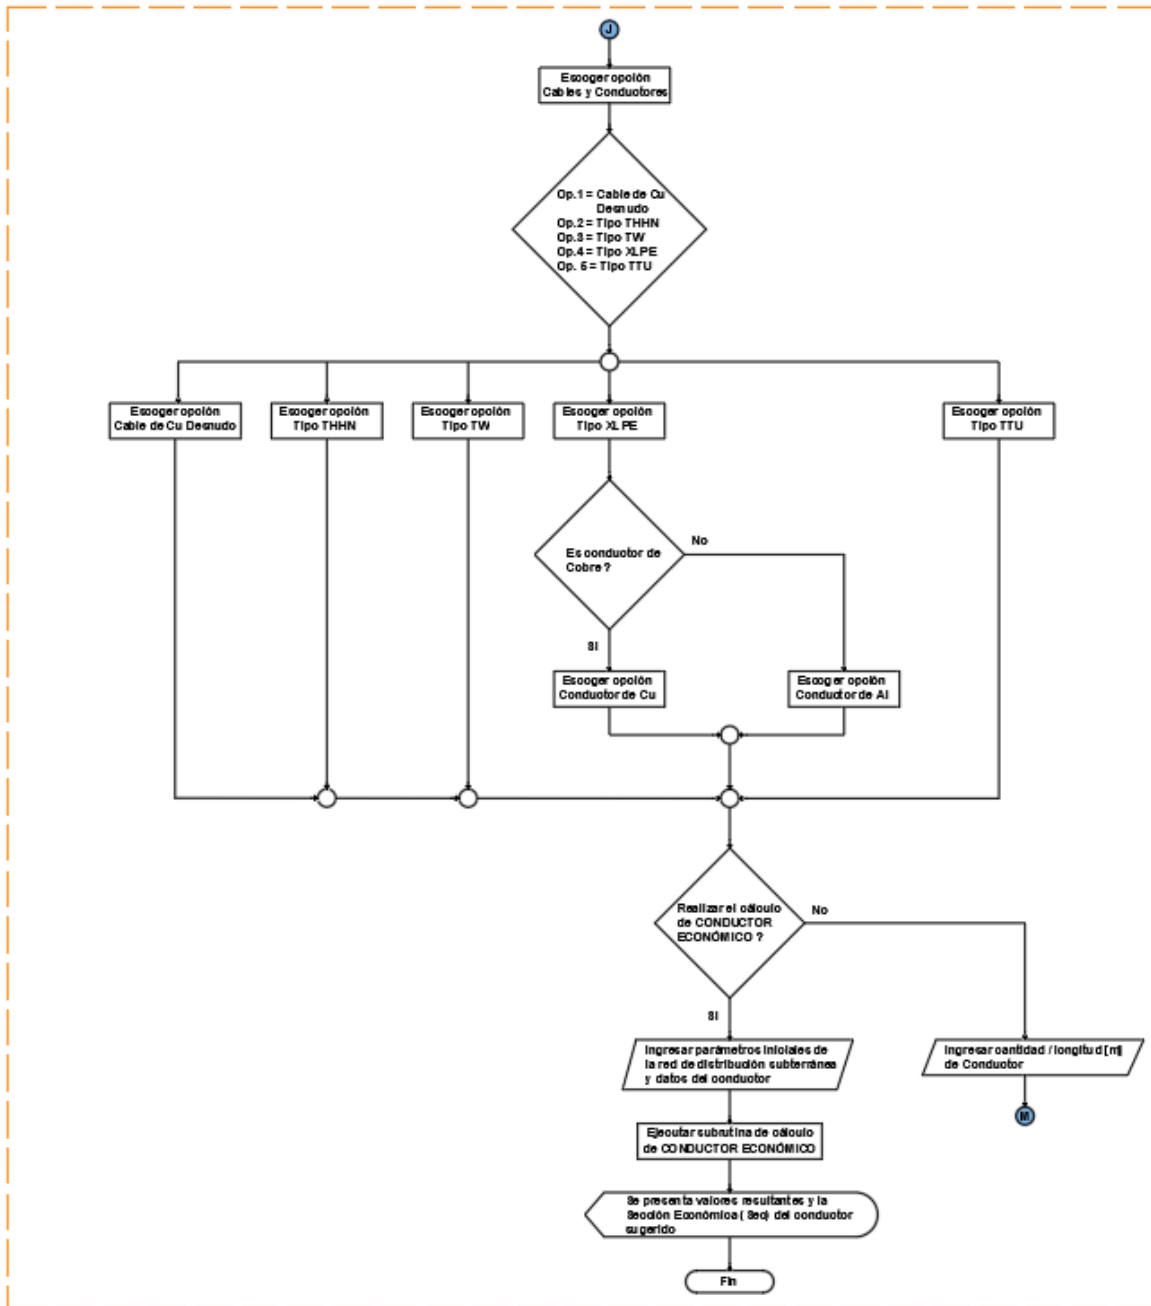 J
Escoger opción
Cables y Conductores
Op.1 = Cable de Cu
Desnudo
Op.2 = Tipo THHN
Op.3 = Tipo TW
Op.4 = Tipo XLPE
Op. 5 = Tipo TTU
Escoger opción
Cable de Cu Desnudo
Escoger opción
Tipo THHN
Escoger opción
Tipo TW
Escoger opción
Tipo XLPE
Escoger opción
Tipo TTU
Es conductor de
Cobre ?
No
SI
Escoger opción
Conductor de Cu
Escoger opción
Conductor de Al
Realizar el cálculo
de CONDUCTOR
ECONÓMICO ?
No
SI
Ingresar parámetros iniciales de
la red de distribución subterránea
y datos del conductor
Ingresar cantidad / longitud [m]
de Conductor
M
Ejecutar subrutina de cálculo
de CONDUCTOR ECONÓMICO
Se presenta valores resultantes y la
Sección Económica ( Sec) del conductor
sugerido
Fin